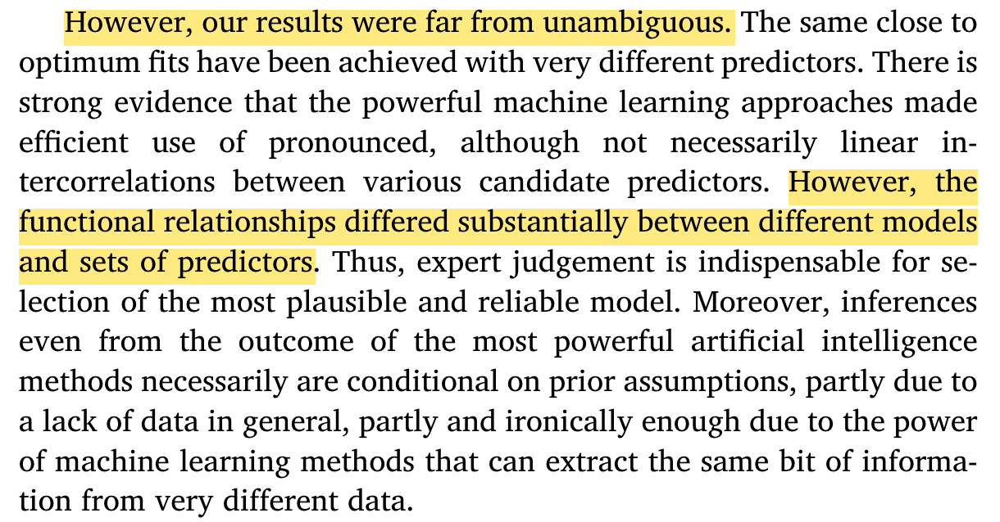 However, our results were far from unambiguous. The same close to
optimum fits have been achieved with very different predictors. There is
strong evidence that the powerful machine learning approaches made
efficient use of pronounced, although not necessarily linear in-
tercorrelations between various candidate predictors. However, the
functional relationships differed substantially between different models
and sets of predictors. Thus, expert judgement is indispensable for se-
lection of the most plausible and reliable model. Moreover, inferences
even from the outcome of the most powerful artificial intelligence
methods necessarily are conditional on prior assumptions, partly due to
a lack of data in general, partly and ironically enough due to the power
of machine learning methods that can extract the same bit of informa-
tion from very different data.